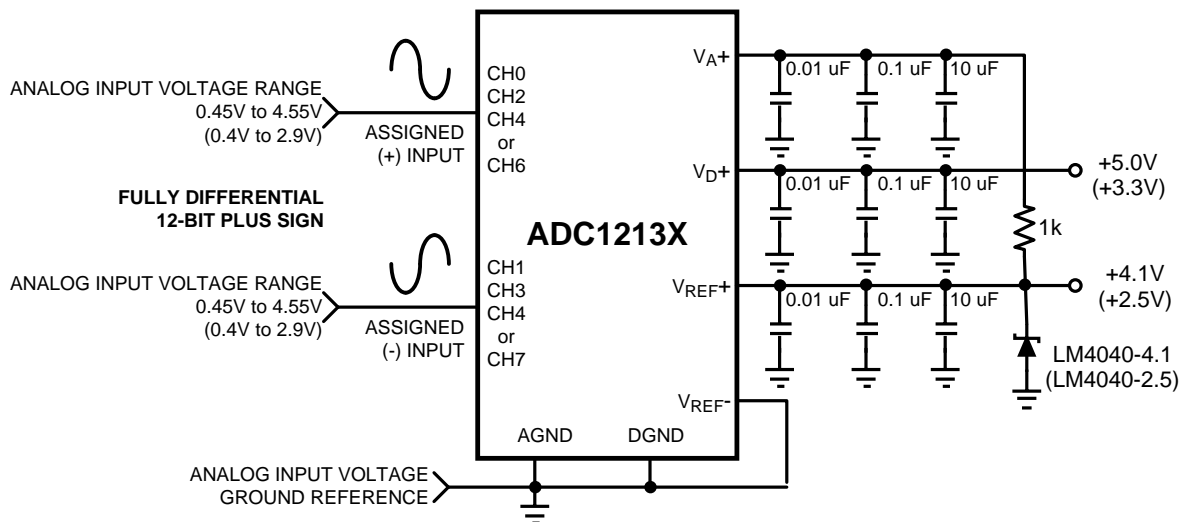 ANALOG INPUT VOLTAGE RANGE
0.45V to 4.55V
(0.4V to 2.9V)
ASSIGNED
(+) INPUT
CH0
CH2
CH4
or
CH6
FULLY DIFFERENTIAL
12-BIT PLUS SIGN
ANALOG INPUT VOLTAGE RANGE
0.45V to 4.55V
(0.4V to 2.9V)
ASSIGNED
(-) INPUT
CH1
CH3
CH4
or
CH7
ADC1213X
VA+
0.01 uF 0.1 uF 10 uF
VD+
0.01 uF 0.1 uF 10 uF
+5.0V
(+3.3V)
1k
VREF+
0.01 uF 0.1 uF 10 uF
+4.1V
(+2.5V)
LM4040-4.1
(LM4040-2.5)
VREF-
AGND DGND
ANALOG INPUT VOLTAGE
GROUND REFERENCE